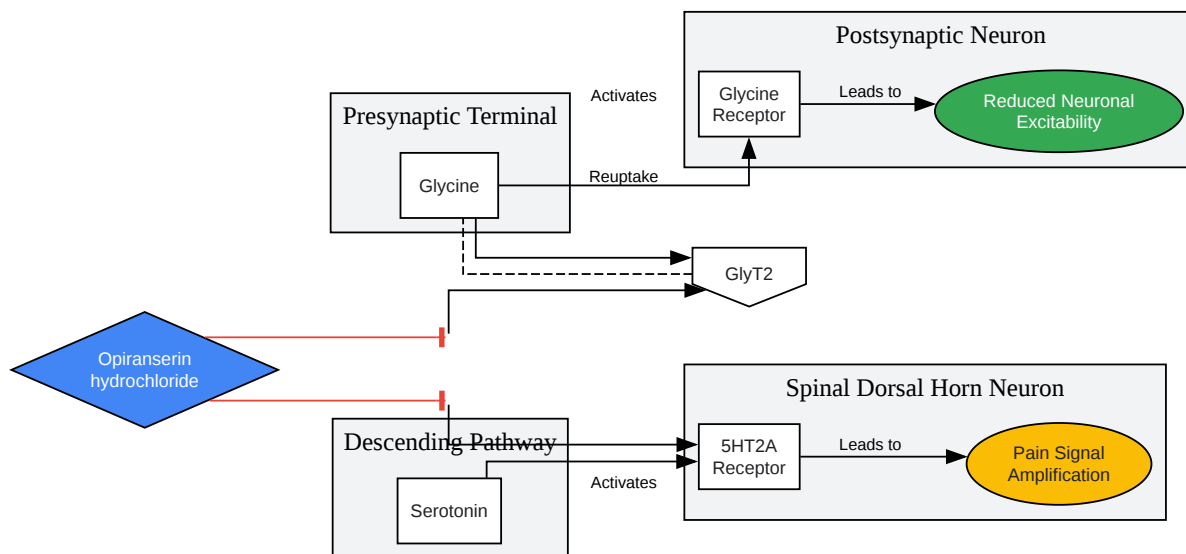 Postsynaptic Neuron
Activates
Glycine
Receptor
Leads to
Reduced Neuronal
Excitability
Presynaptic Terminal
Glycine
Reuptake
GlyT2
Opiranserin
hydrochloride
Spinal Dorsal Horn Neuron
Descending Pathway
5HT2A
Receptor
Leads to
Pain Signal
Amplification
Activates
Serotonin